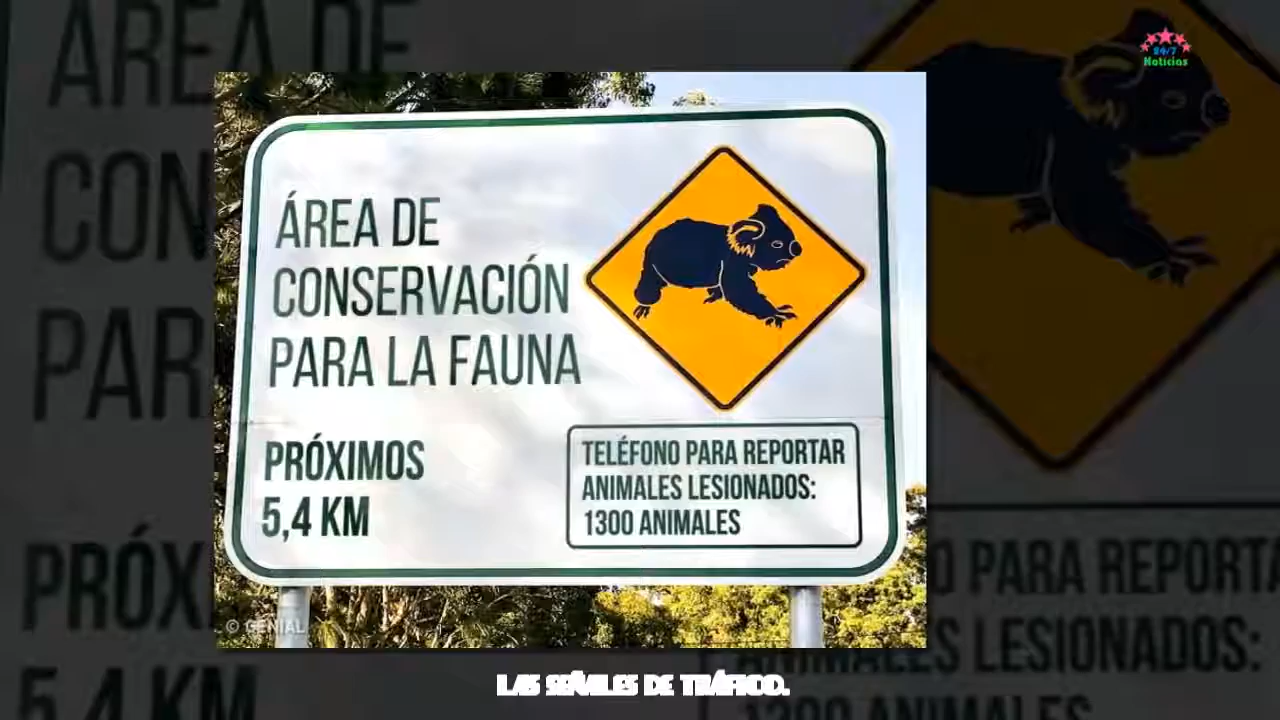 24/7
Noticias
ÁREA DE
CONSERVACIÓN
PARA LA FAUNA
PRÓXIMOS
5,4 KM
TELÉFONO PARA REPORTAR
ANIMALES LESIONADOS:
1300 ANIMALES
© GENIAL
LAS SEÑALES DE TRÁFICO.